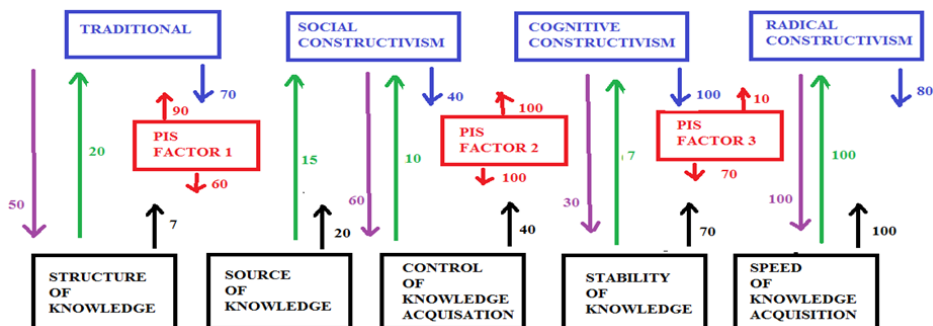 TRADITIONAL
SOCIAL
CONSTRUCTIVISM
COGNITIVE
CONSTRUCTIVISM
RADICAL
CONSTRUCTIVISM
70
40
100
10
80
90
100
20
PIS
FACTOR 1
15
10
PIS
FACTOR 2
7
PIS
FACTOR 3
100
60
100
70
50
60
30
100
7
20
40
70
100
STRUCTURE
OF
KNOWLEDGE
SOURCE
OF
KNOWLEDGE
CONTROL
OF
KNOWLEDGE
ACQUISATION
STABILITY
OF
KNOWLEDGE
SPEED
OF
KNOWLEDGE
ACQUISITION